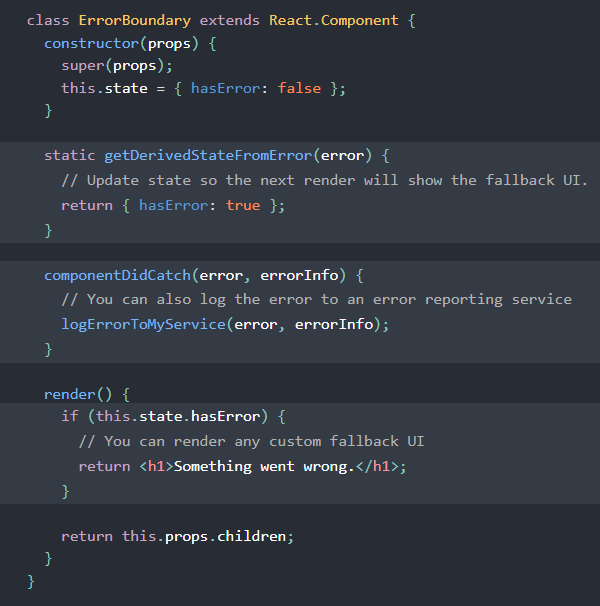 class ErrorBoundary extends React.Component {
  constructor(props) {
    super(props);
    this.state = { hasError: false };
  }

  static getDerivedStateFromError(error) {
    // Update state so the next render will show the fallback UI.
    return { hasError: true };
  }

  componentDidCatch(error, errorInfo) {
    // You can also log the error to an error reporting service
    logErrorToMyService(error, errorInfo);
  }

  render() {
    if (this.state.hasError) {
      // You can render any custom fallback UI
      return <h1>Something went wrong.</h1>;
    }

    return this.props.children;
  }
}